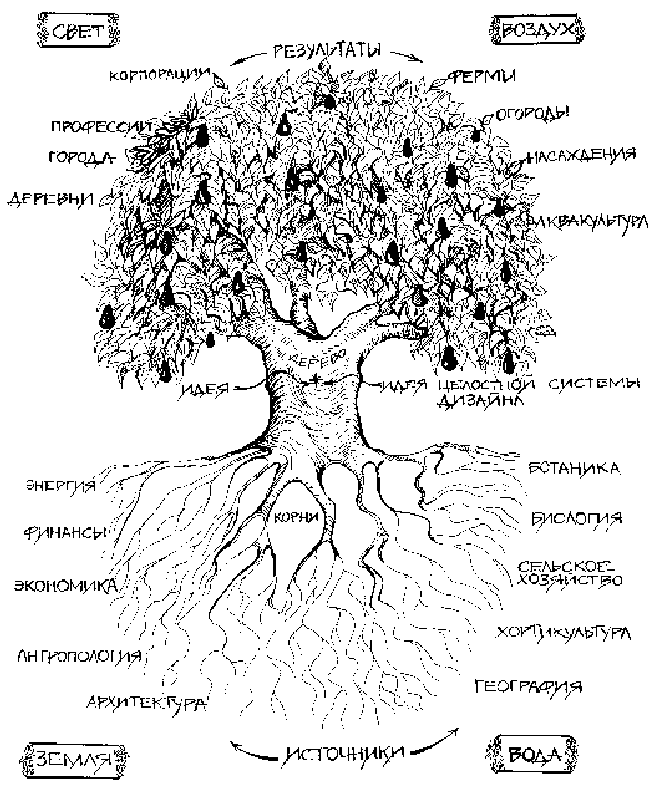 СВЕТ
ВОЗДУХ
РЕЗУЛЬТАТЫ
КОРПОРАЦИИ
ФЕРМЫ
ПРОФЕССИИ
ОГОРОДЫ
ГОРОДА
НАСАЖДЕНИЯ
ДЕРЕВНИ
АКВАКУЛЬТУРА
ДЕРЕВО
ИДЕЯ
ИДЕЯ ЦЕЛОСТНОЙ СИСТЕМЫ
ДИЗАЙНА
ЭНЕРГИЯ
БОТАНИКА
КОРНИ
ФИНАНСЫ
БИОЛОГИЯ
ЭКОНОМИКА
СЕЛЬСКОЕ-
ХОЗЯЙСТВО
АНТРОПОЛОГИЯ
ХОРТИКУЛЬТУРА
АРХИТЕКТУРА
ГЕОГРАФИЯ
ЗЕМЛЯ
ИСТОЧНИКИ
ВОДА